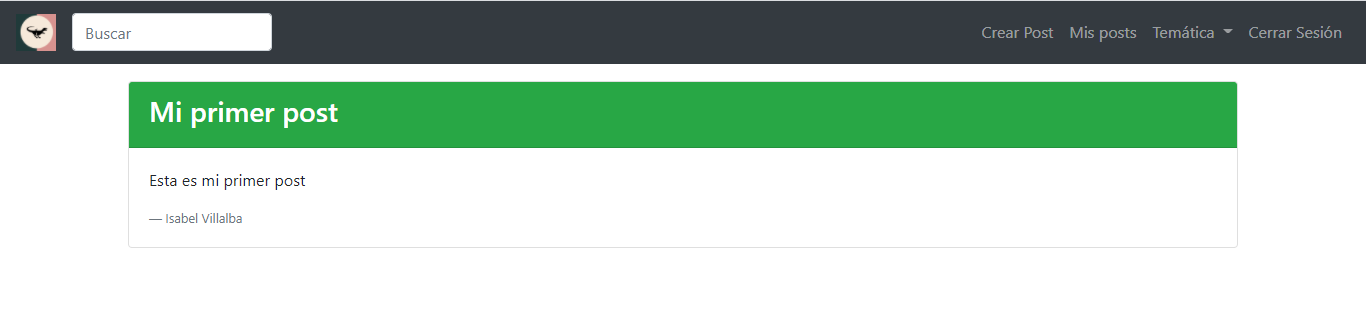 Buscar
Crear Post Mis posts Temática Cerrar Sesión
Mi primer post
Esta es mi primer post
— Isabel Villalba